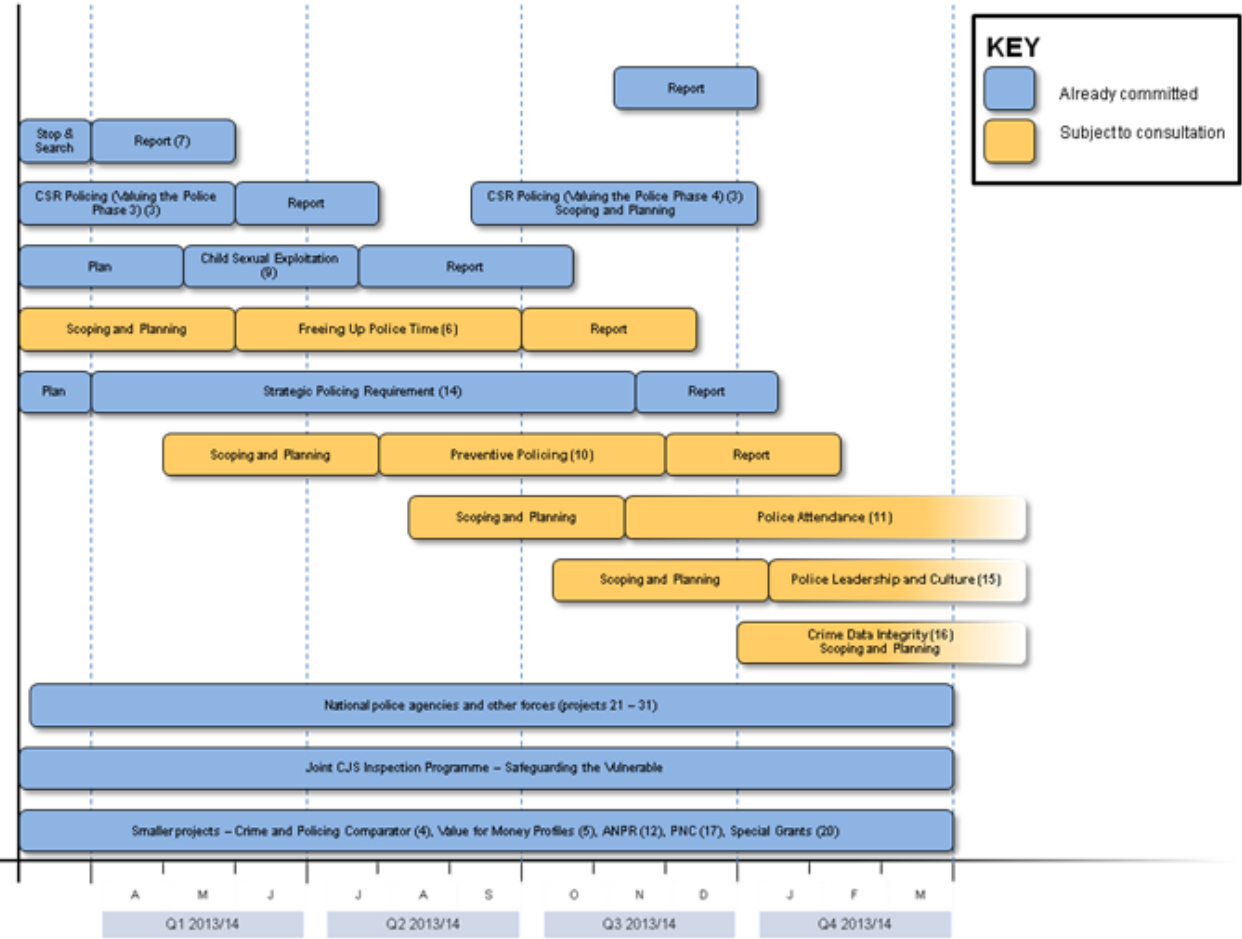 KEY
Already committed
Subject to consultation
Report
Stop &
Search
Report (7)
CSR Policing (Valuing the Police
Phase 3) (3)
Report
CSR Policing (Valuing the Police Phase 4) (3)
Scoping and Planning
Plan
Child Sexual Exploitation
(9)
Report
Scoping and Planning
Freeing Up Police Time (6)
Report
Plan
Strategic Policing Requirement (14)
Report
Scoping and Planning
Preventive Policing (10)
Report
Scoping and Planning
Police Attendance (11)
Scoping and Planning
Police Leadership and Culture (15)
Crime Data Integrity (16)
Scoping and Planning
National police agencies and other forces (projects 21 – 31)
Joint CJS Inspection Programme – Safeguarding the Vulnerable
Smaller projects – Crime and Policing Comparator (4), Value for Money Profiles (5), ANPR (12), PNC (17), Special Grants (20)
A M J J A S O N D J F M
Q1 2013/14 Q2 2013/14 Q3 2013/14 Q4 2013/14